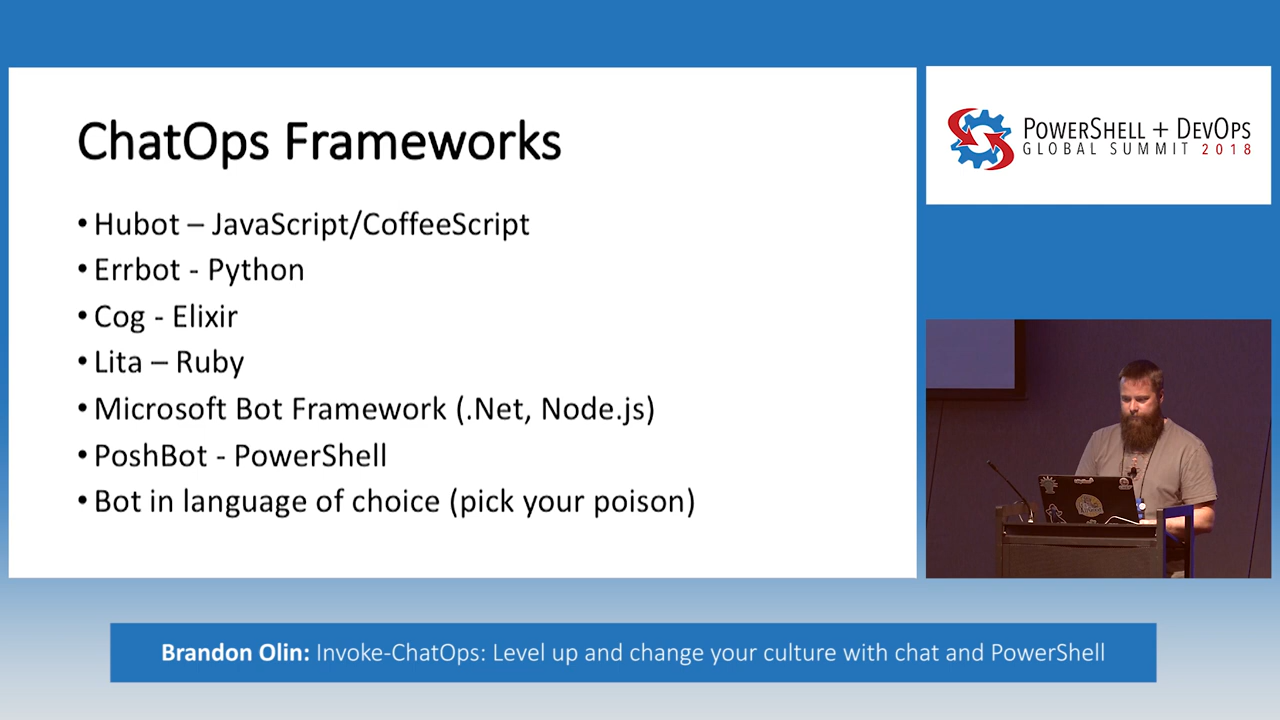 ChatOps Frameworks
• Hubot – JavaScript/CoffeeScript
• Errbot - Python
• Cog - Elixir
• Lita – Ruby
• Microsoft Bot Framework (.Net, Node.js)
• PoshBot - PowerShell
• Bot in language of choice (pick your poison)
POWERSHELL + DEVOPS
GLOBAL SUMMIT 2018
Brandon Olin: Invoke-ChatOps: Level up and change your culture with chat and PowerShell